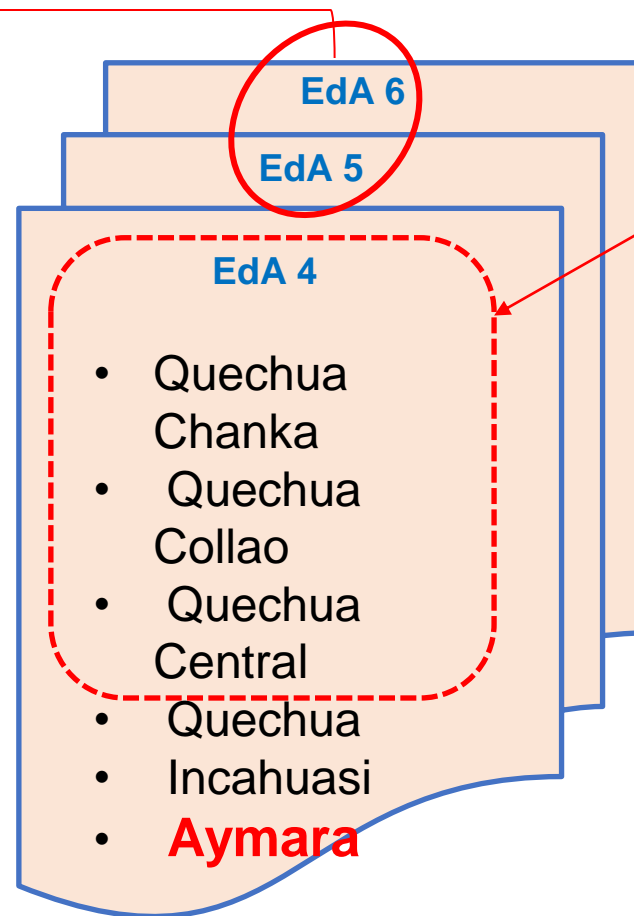 EdA 6
EdA 5
EdA 4
• Quechua
Chanka
• Quechua
Collao
• Quechua
Central
• Quechua
• Incahuasi
• Aymara